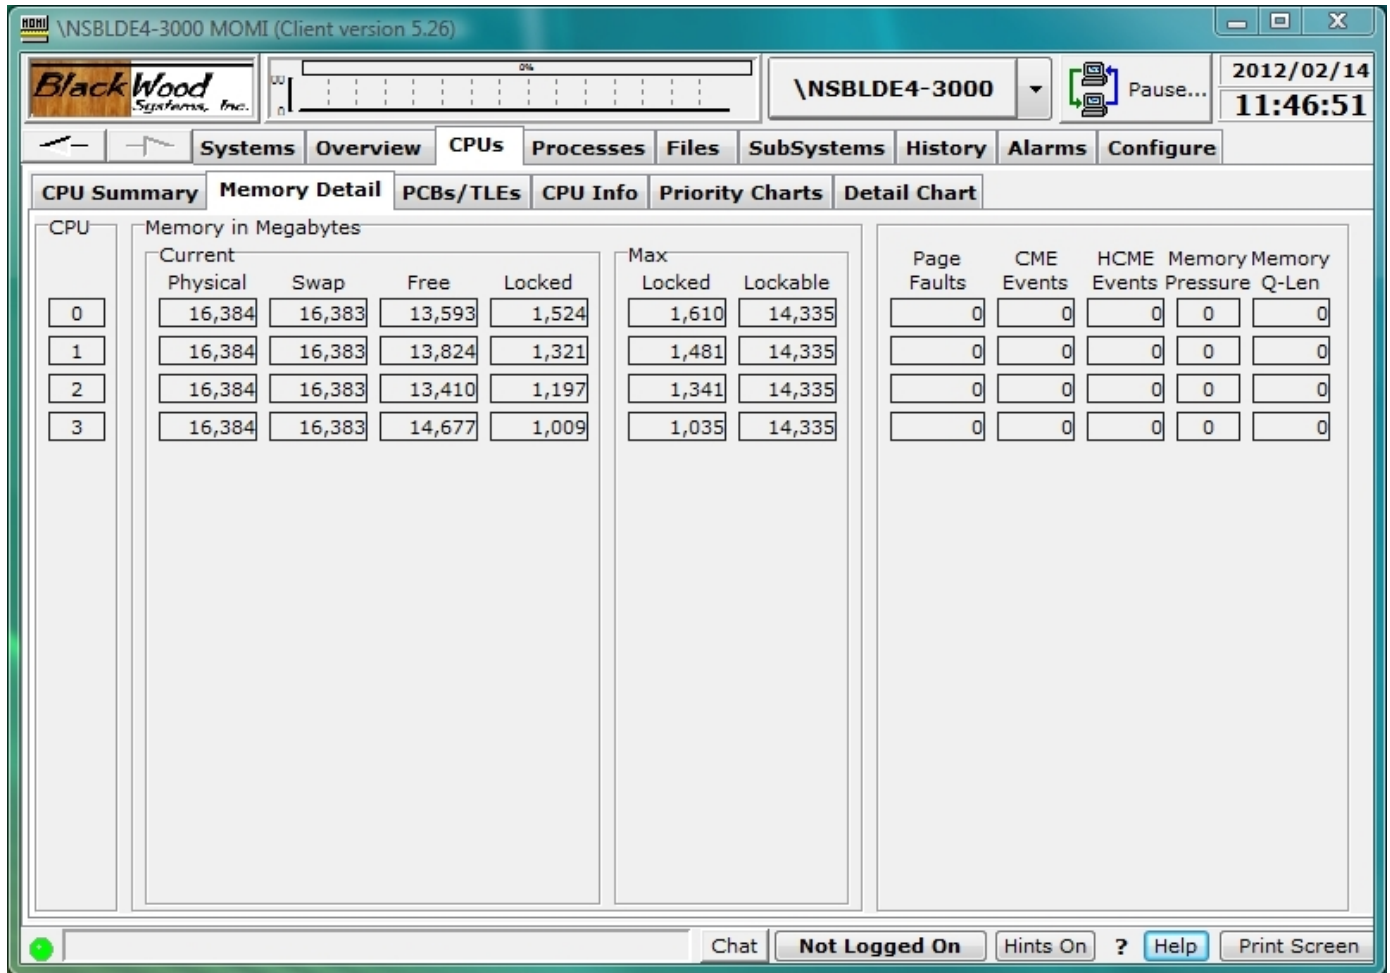 MOMI \NSBLDE4-3000 MOMI (Client version 5.26)
BlackWood
Systems, Inc.
0%
0
\NSBLDE4-3000
Pause...
2012/02/14
11:46:51
Systems Overview CPUs Processes Files SubSystems History Alarms Configure
CPU Summary Memory Detail PCBs/TLEs CPU Info Priority Charts Detail Chart
CPU Memory in Megabytes
Current Max
Page CME HCME Memory Memory
Physical Swap Free Locked Locked Lockable Faults Events Events Pressure Q-Len
0 16,384 16,383 13,593 1,524 1,610 14,335 0 0 0 0 0
1 16,384 16,383 13,824 1,321 1,481 14,335 0 0 0 0 0
2 16,384 16,383 13,410 1,197 1,341 14,335 0 0 0 0 0
3 16,384 16,383 14,677 1,009 1,035 14,335 0 0 0 0 0
Chat Not Logged On Hints On ? Help Print Screen